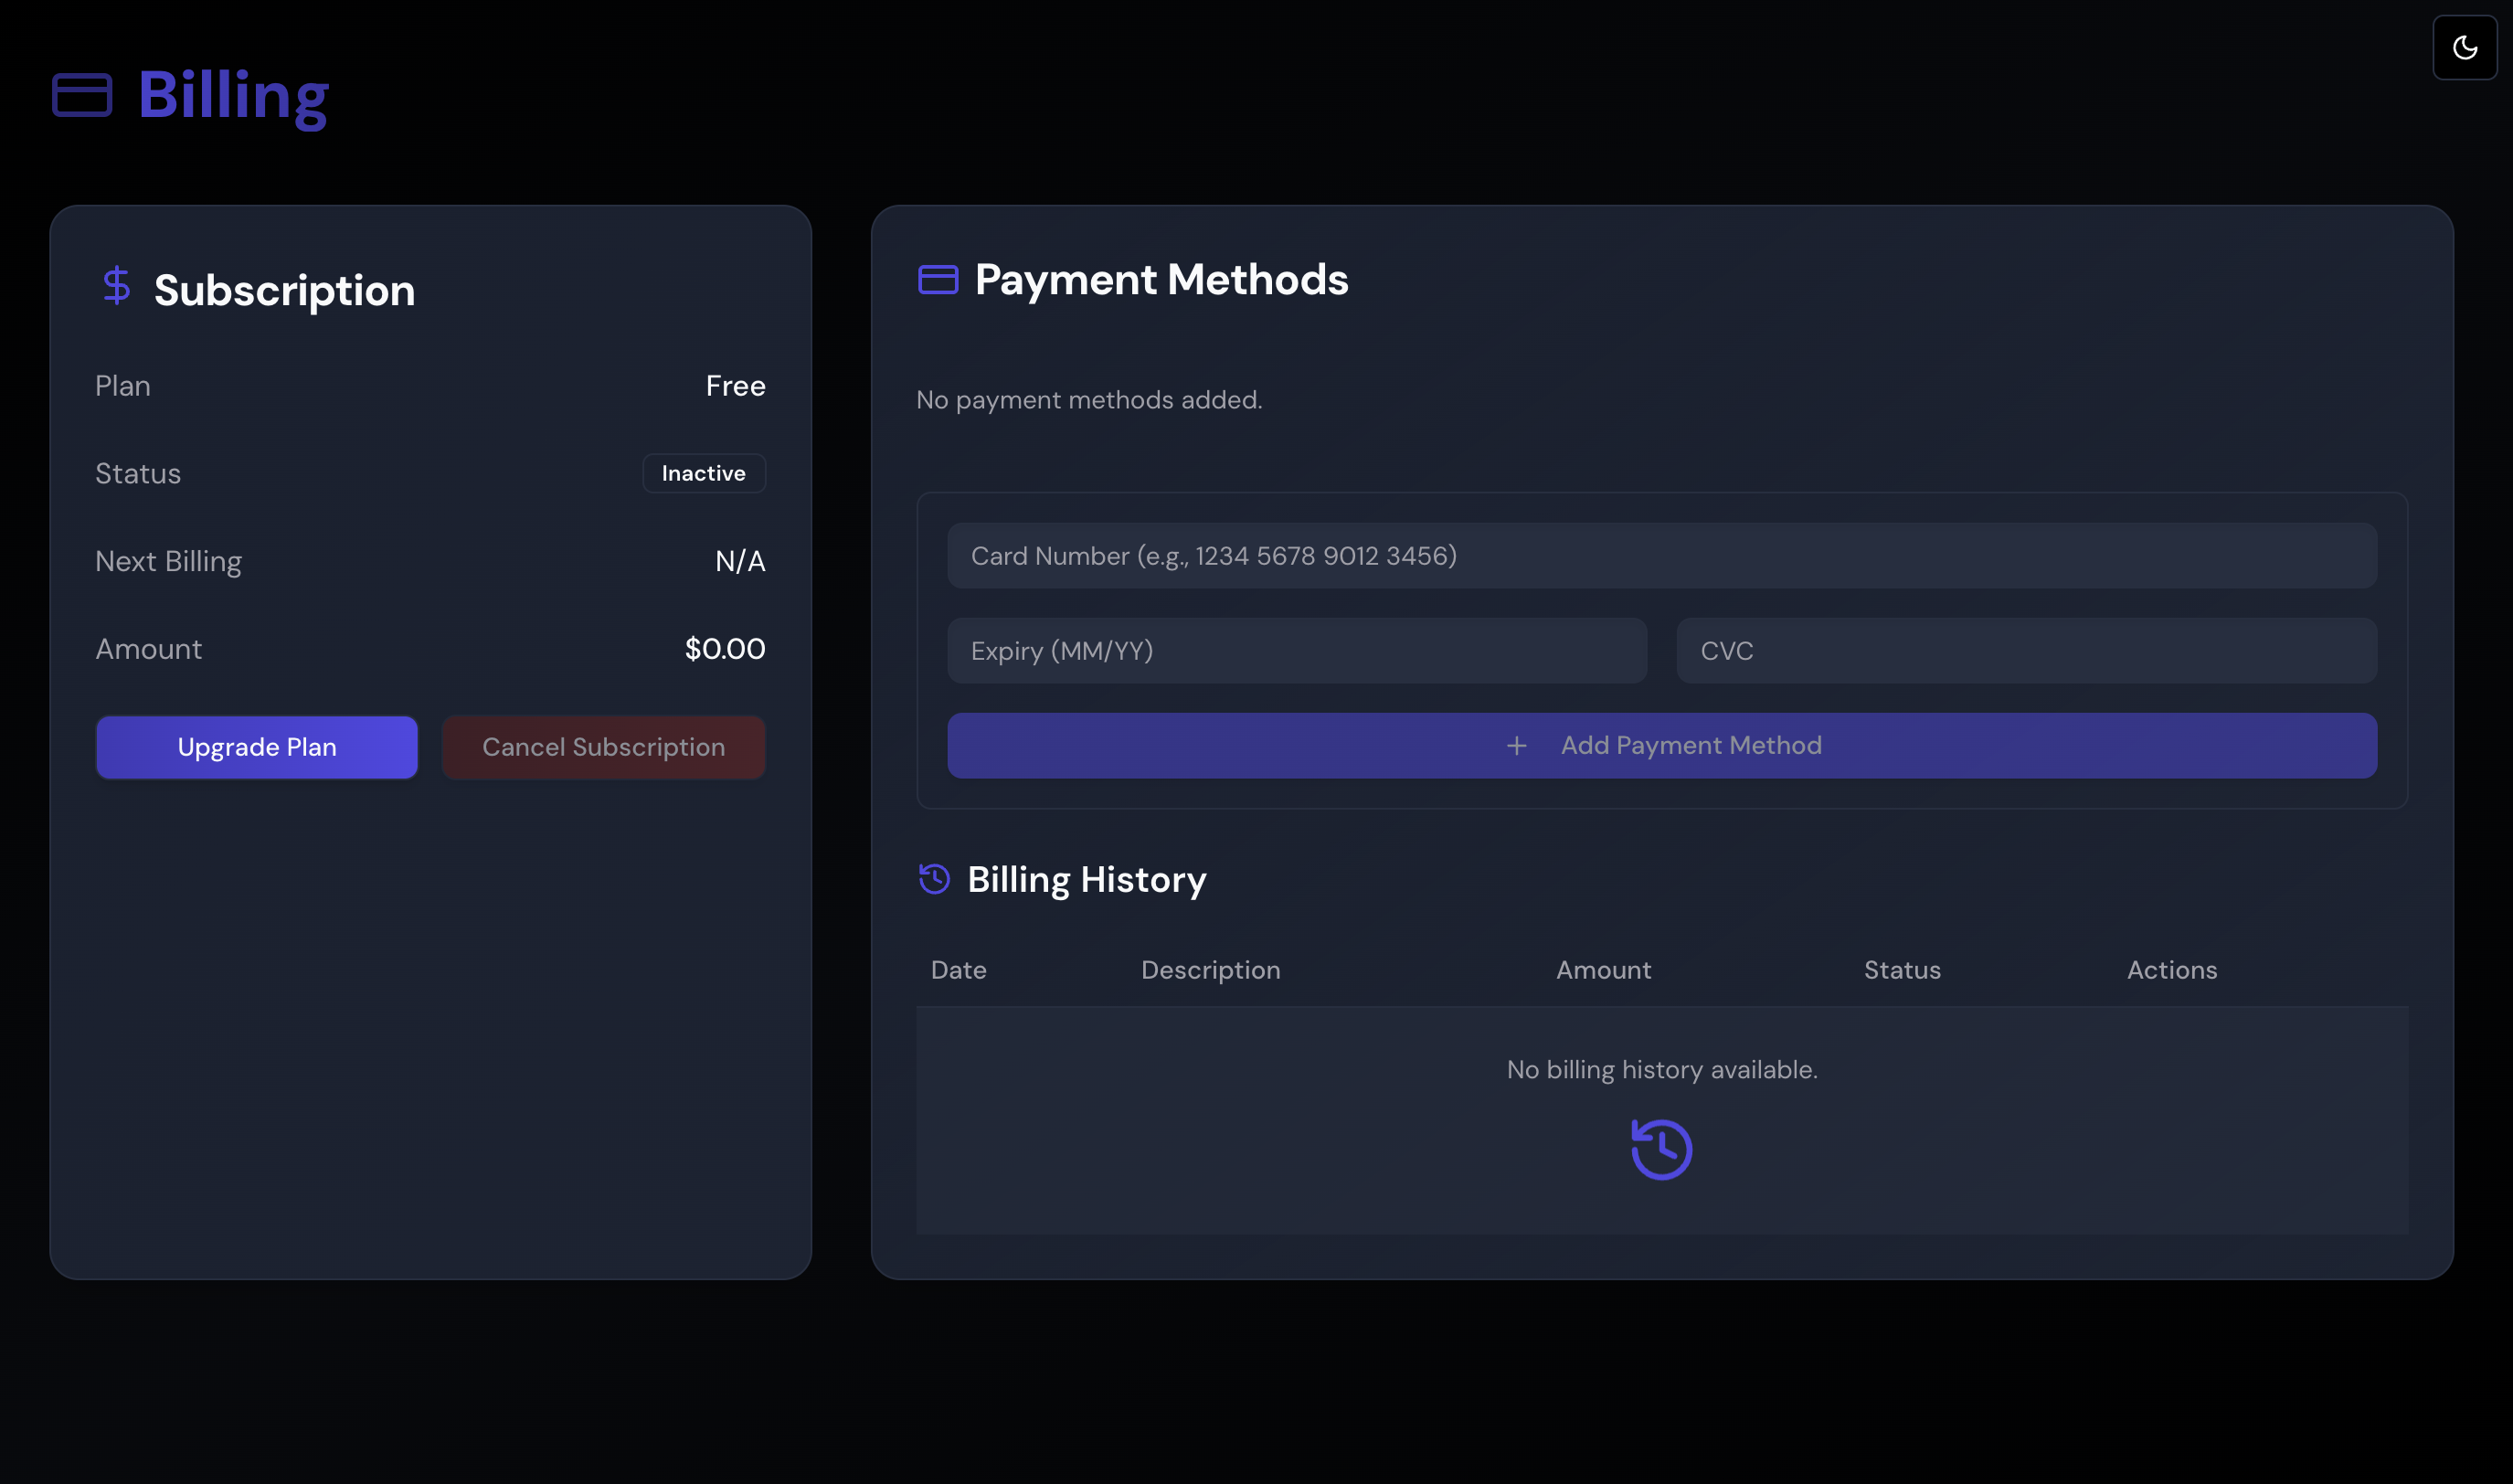 Billing
Subscription
Plan Free
Status Inactive
Next Billing N/A
Amount $0.00
Upgrade Plan Cancel Subscription
Payment Methods
No payment methods added.
Card Number (e.g., 1234 5678 9012 3456)
Expiry (MM/YY) CVC
+ Add Payment Method
Billing History
Date Description Amount Status Actions
No billing history available.